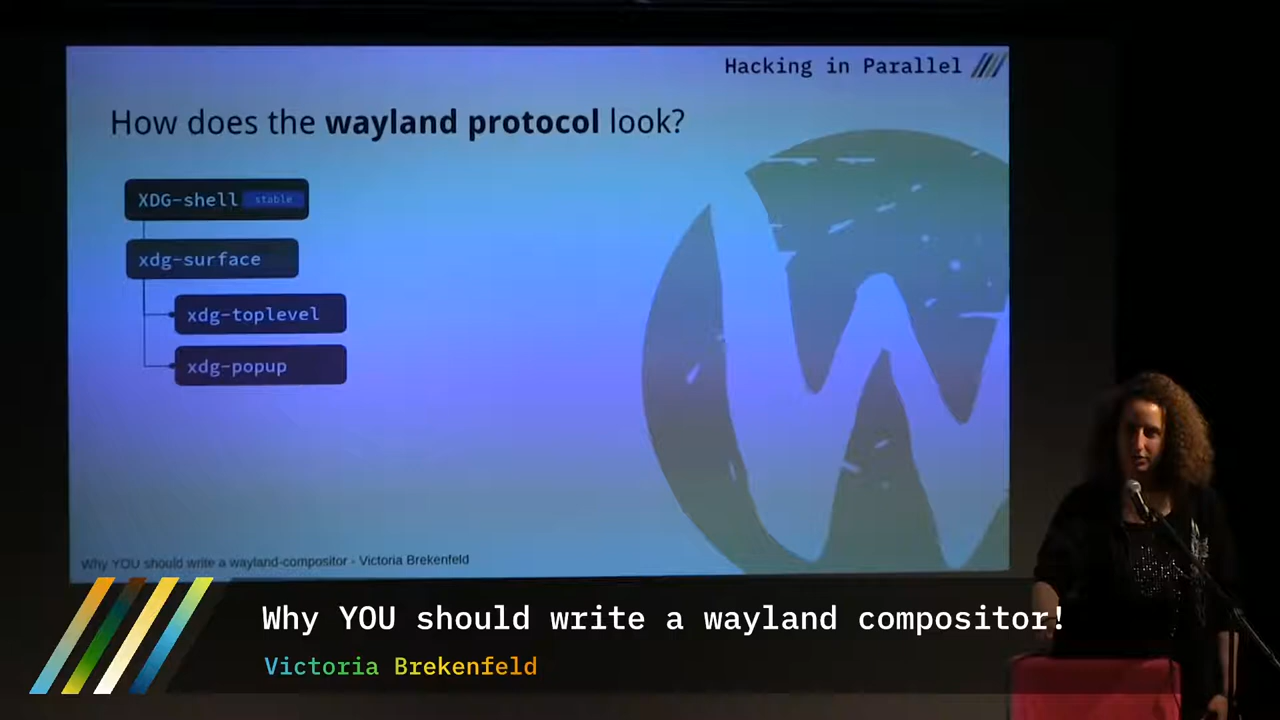 Hacking in Parallel
How does the wayland protocol look?
XDG-shell stable
xdg-surface
xdg-toplevel
xdg-popup
Why YOU should write a wayland-compositor - Victoria Brekenfeld
Why YOU should write a wayland compositor!
Victoria Brekenfeld